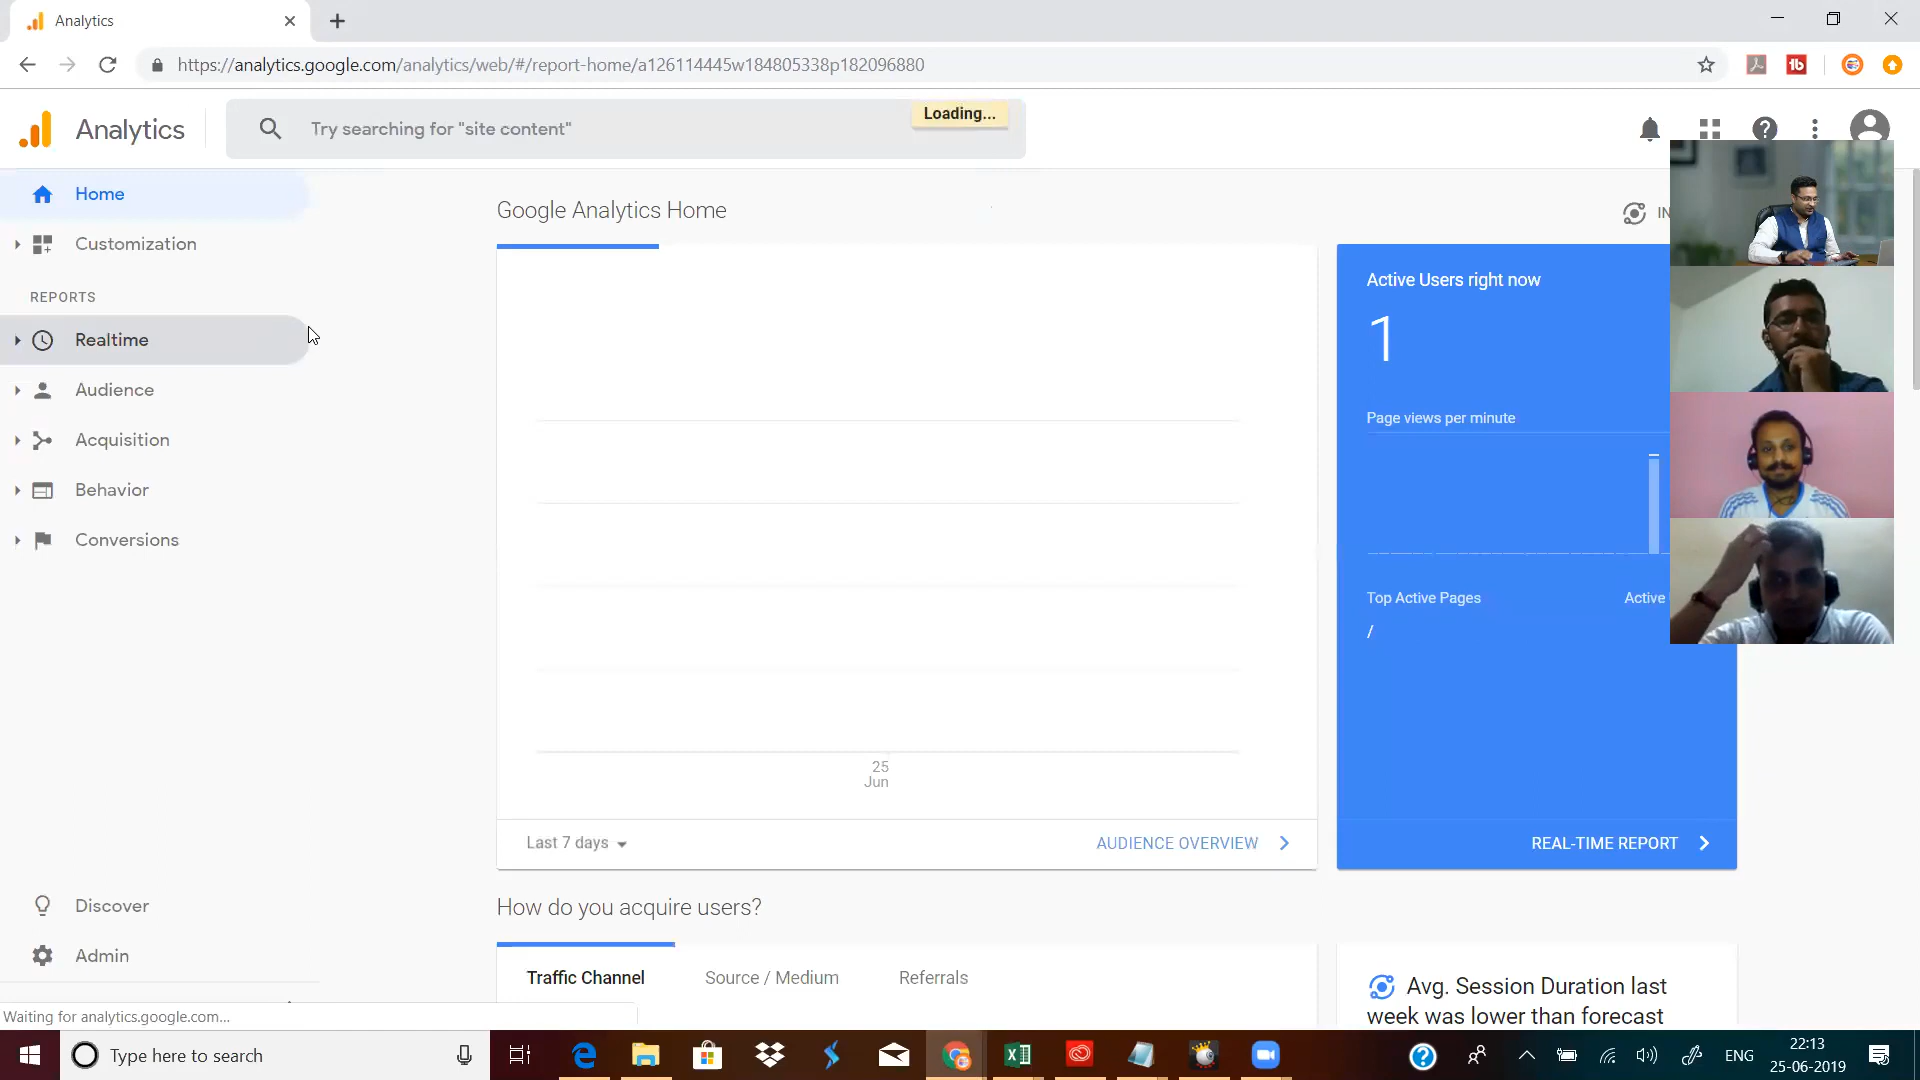 Analytics
https://analytics.google.com/analytics/web/#/report-home/a126114445w184805338p182096880
Analytics
Try searching for "site content"
Loading...
Home
Customization
REPORTS
Realtime
Audience
Acquisition
Behavior
Conversions
Discover
Admin
Google Analytics Home
25
Jun
Last 7 days
AUDIENCE OVERVIEW
IN
Active Users right now
1
Page views per minute
Top Active Pages
Active
/
REAL-TIME REPORT
How do you acquire users?
Traffic Channel
Source / Medium
Referrals
Avg. Session Duration last
week was lower than forecast
Waiting for analytics.google.com...
Type here to search
ENG
22:13
25-06-2019